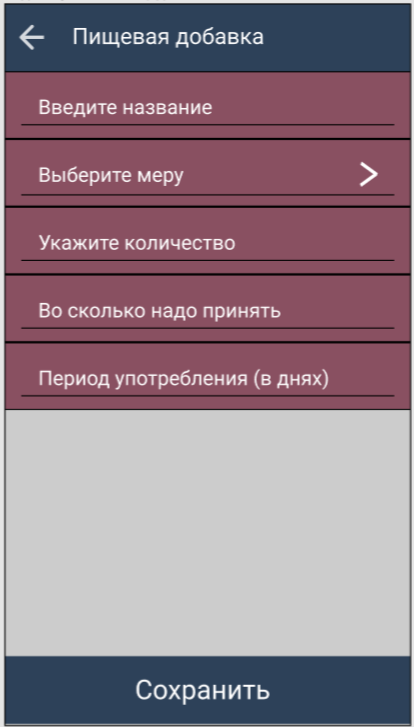 Пищевая добавка
Введите название
Выберите меру
Укажите количество
Во сколько надо принять
Период употребления (в днях)
Сохранить